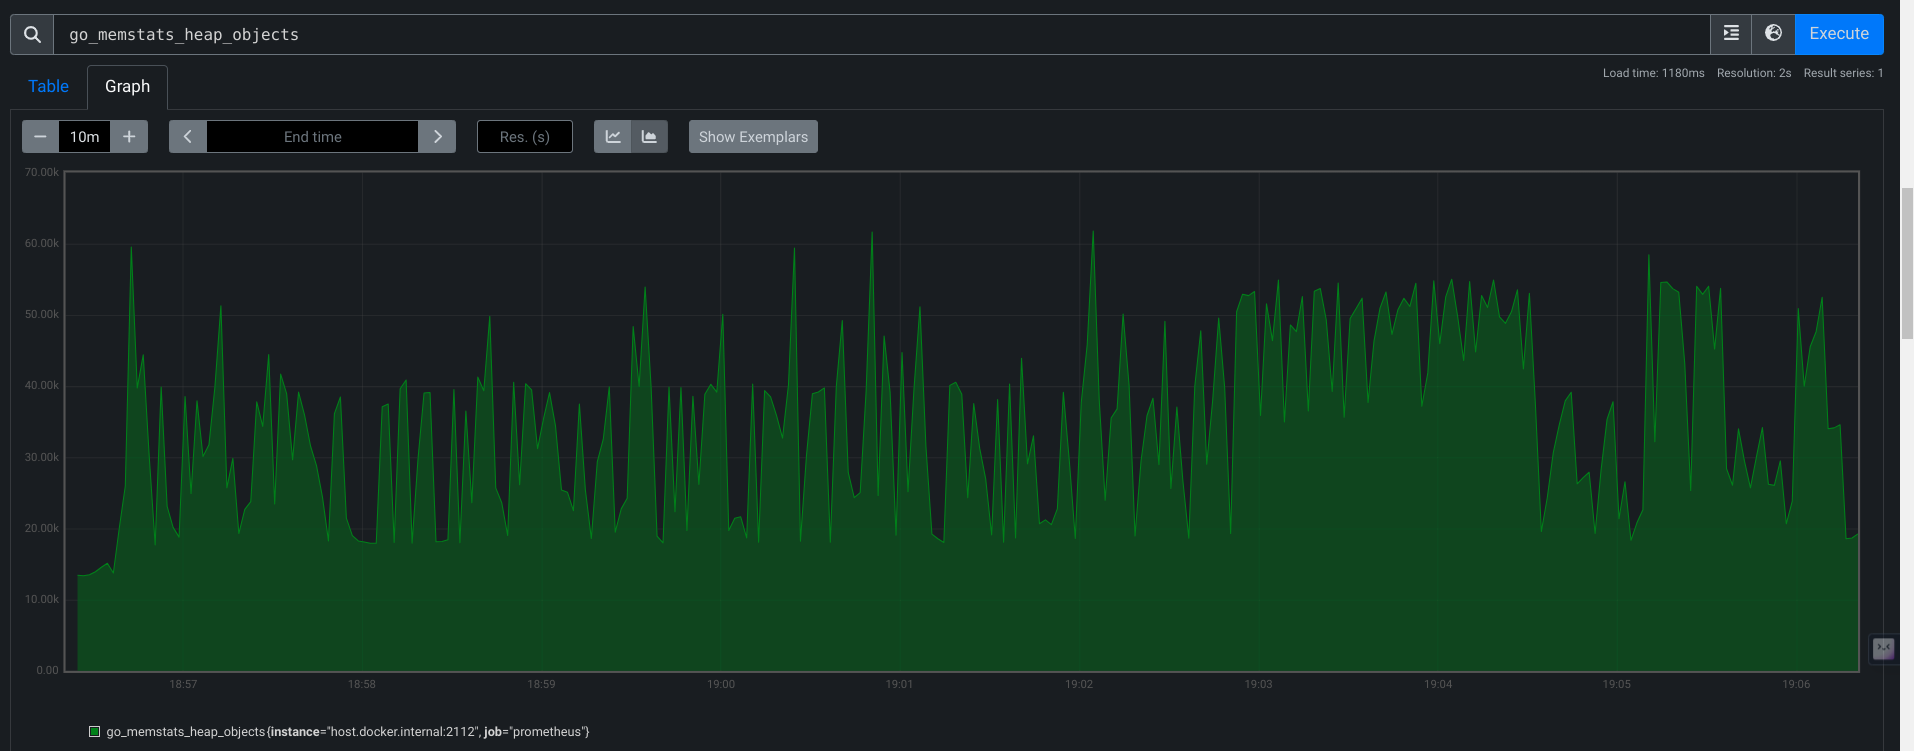 go_memstats_heap_objects
Execute
Table
Graph
Load time: 1180ms Resolution: 2s Result series: 1
− 10m + End time Res. (s) Show Exemplars
70.00k
60.00k
50.00k
40.00k
30.00k
20.00k
10.00k
0.00
18:57 18:58 18:59 19:00 19:01 19:02 19:03 19:04 19:05 19:06
go_memstats_heap_objects{instance="host.docker.internal:2112", job="prometheus"}